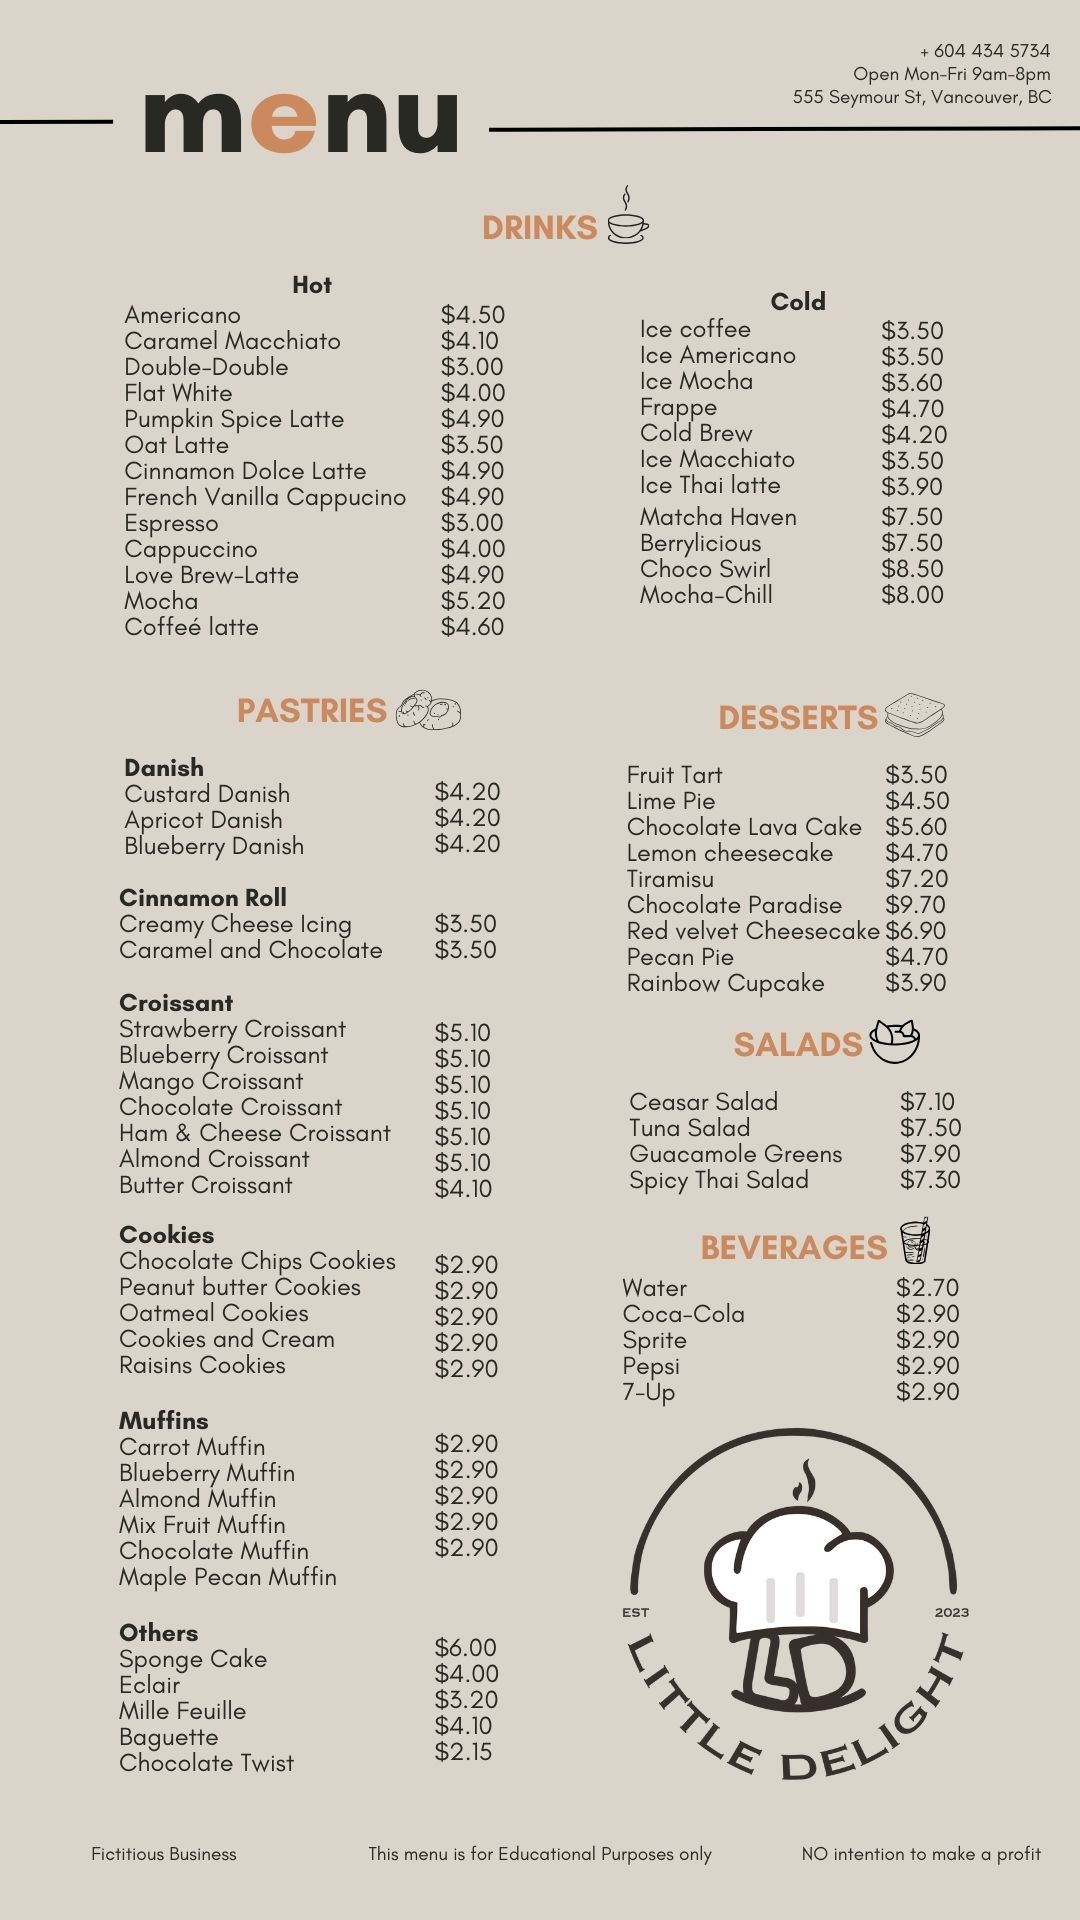 + 604 434 5734
Open Mon-Fri 9am-8pm
555 Seymour St, Vancouver, BC
menu
DRINKS
Hot
Americano $4.50
Caramel Macchiato $4.10
Double-Double $3.00
Flat White $4.00
Pumpkin Spice Latte $4.90
Oat Latte $3.50
Cinnamon Dolce Latte $4.90
French Vanilla Cappucino $4.90
Espresso $3.00
Cappuccino $4.00
Love Brew-Latte $4.90
Mocha $5.20
Coffeé latte $4.60
Cold
Ice coffee $3.50
Ice Americano $3.50
Ice Mocha $3.60
Frappe $4.70
Cold Brew $4.20
Ice Macchiato $3.50
Ice Thai latte $3.90
Matcha Haven $7.50
Berrylicious $7.50
Choco Swirl $8.50
Mocha-Chill $8.00
PASTRIES
Danish
Custard Danish $4.20
Apricot Danish $4.20
Blueberry Danish $4.20
Cinnamon Roll
Creamy Cheese Icing $3.50
Caramel and Chocolate $3.50
Croissant
Strawberry Croissant $5.10
Blueberry Croissant $5.10
Mango Croissant $5.10
Chocolate Croissant $5.10
Ham & Cheese Croissant $5.10
Almond Croissant $5.10
Butter Croissant $4.10
Cookies
Chocolate Chips Cookies $2.90
Peanut butter Cookies $2.90
Oatmeal Cookies $2.90
Cookies and Cream $2.90
Raisins Cookies $2.90
Muffins
Carrot Muffin $2.90
Blueberry Muffin $2.90
Almond Muffin $2.90
Mix Fruit Muffin $2.90
Chocolate Muffin $2.90
Maple Pecan Muffin
Others
Sponge Cake $6.00
Eclair $4.00
Mille Feuille $3.20
Baguette $4.10
Chocolate Twist $2.15
DESSERTS
Fruit Tart $3.50
Lime Pie $4.50
Chocolate Lava Cake $5.60
Lemon cheesecake $4.70
Tiramisu $7.20
Chocolate Paradise $9.70
Red velvet Cheesecake $6.90
Pecan Pie $4.70
Rainbow Cupcake $3.90
SALADS
Ceasar Salad $7.10
Tuna Salad $7.50
Guacamole Greens $7.90
Spicy Thai Salad $7.30
BEVERAGES
Water $2.70
Coca-Cola $2.90
Sprite $2.90
Pepsi $2.90
7-Up $2.90
EST 2023
LD
LITTLE DELIGHT
Fictitious Business
This menu is for Educational Purposes only
NO intention to make a profit